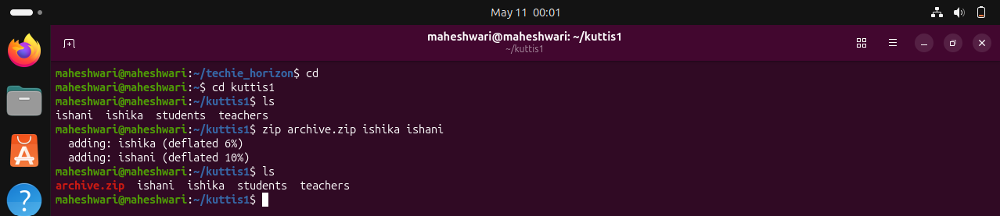 May 11 00:01
maheshwari@maheshwari: ~/kuttis1
~/kuttis1
maheshwari@maheshwari:~/techie_horizon$ cd
maheshwari@maheshwari:~$ cd kuttis1
maheshwari@maheshwari:~/kuttis1$ ls
ishani  ishika  students  teachers
maheshwari@maheshwari:~/kuttis1$ zip archive.zip ishika ishani
  adding: ishika (deflated 6%)
  adding: ishani (deflated 10%)
maheshwari@maheshwari:~/kuttis1$ ls
archive.zip  ishani  ishika  students  teachers
maheshwari@maheshwari:~/kuttis1$